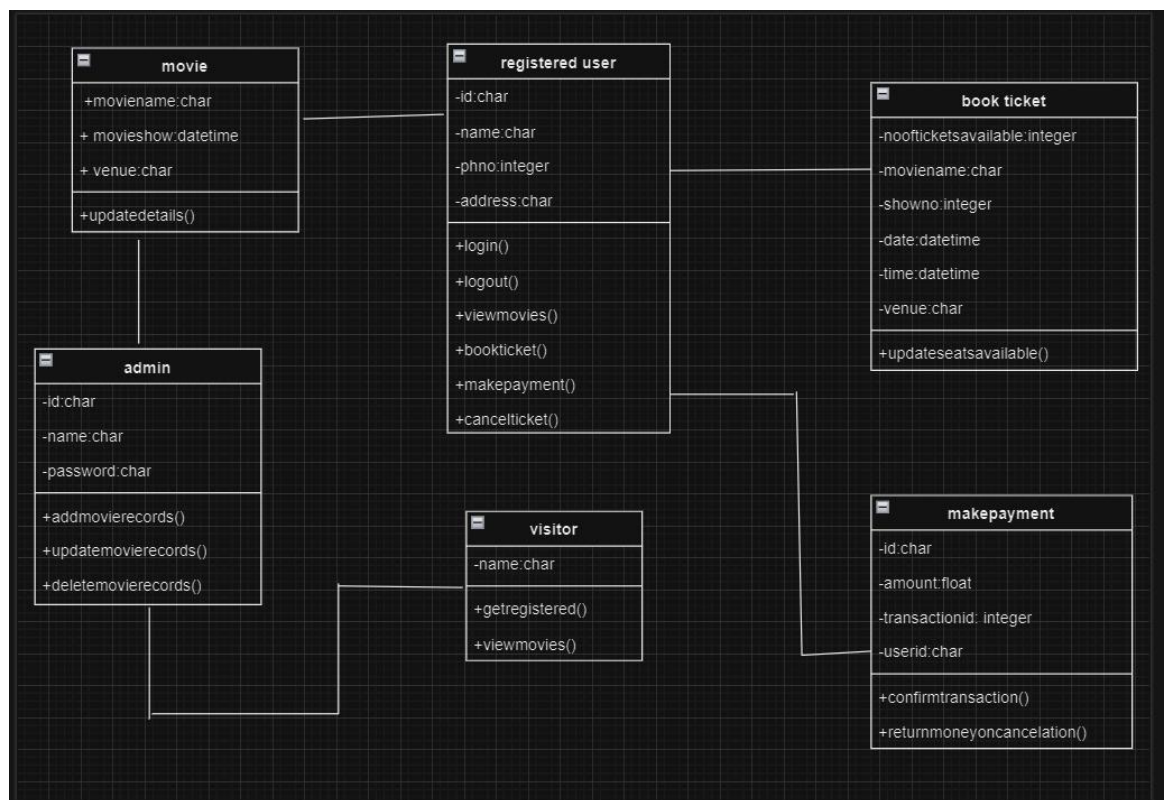 movie
+moviename:char
+ movieshow:datetime
+ venue:char
+updatedetails()
registered user
-id:char
-name:char
-phno:integer
-address:char
+login()
+logout()
+viewmovies()
+bookticket()
+makepayment()
+cancelticket()
book ticket
-noofticketsavailable:integer
-moviename:char
-showno:integer
-date:datetime
-time:datetime
-venue:char
+updateseatsavailable()
admin
-id:char
-name:char
-password:char
+addmovierecords()
+updatemovierecords()
+deletemovierecords()
visitor
-name:char
+getregistered()
+viewmovies()
makepayment
-id:char
-amount:float
-transactionid: integer
-userid:char
+confirmtransaction()
+returnmoneyoncancelation()